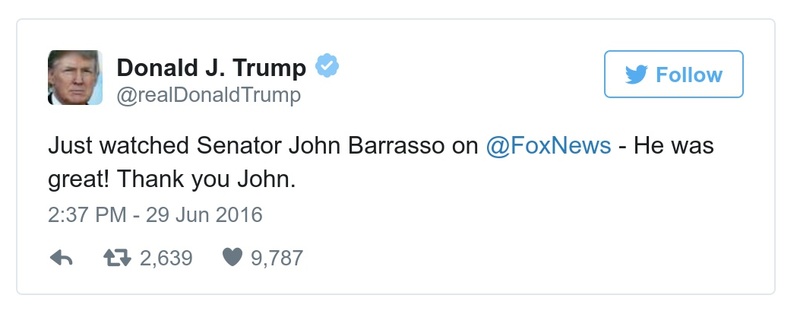 Donald J. Trump
@realDonaldTrump
Follow
Just watched Senator John Barrasso on @FoxNews - He was
great! Thank you John.
2:37 PM - 29 Jun 2016
2,639 9,787